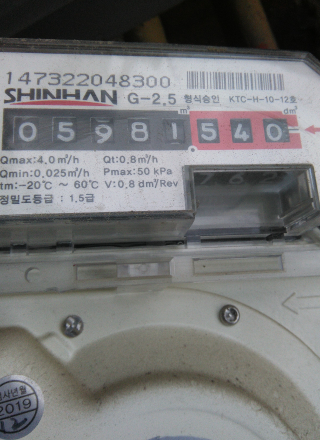 147322048300
SHINHAN G-2.5 형식승인 KTC-H-10-12호
m³ dm³
05981540
Qmax:4.0㎥/h Qt:0.8㎥/h
Qmin:0.025㎥/h Pmax:50 kPa
tm:-20℃ ~ 60℃ V:0.8 dm³/Rev
정밀도등급 : 1.5급
2019